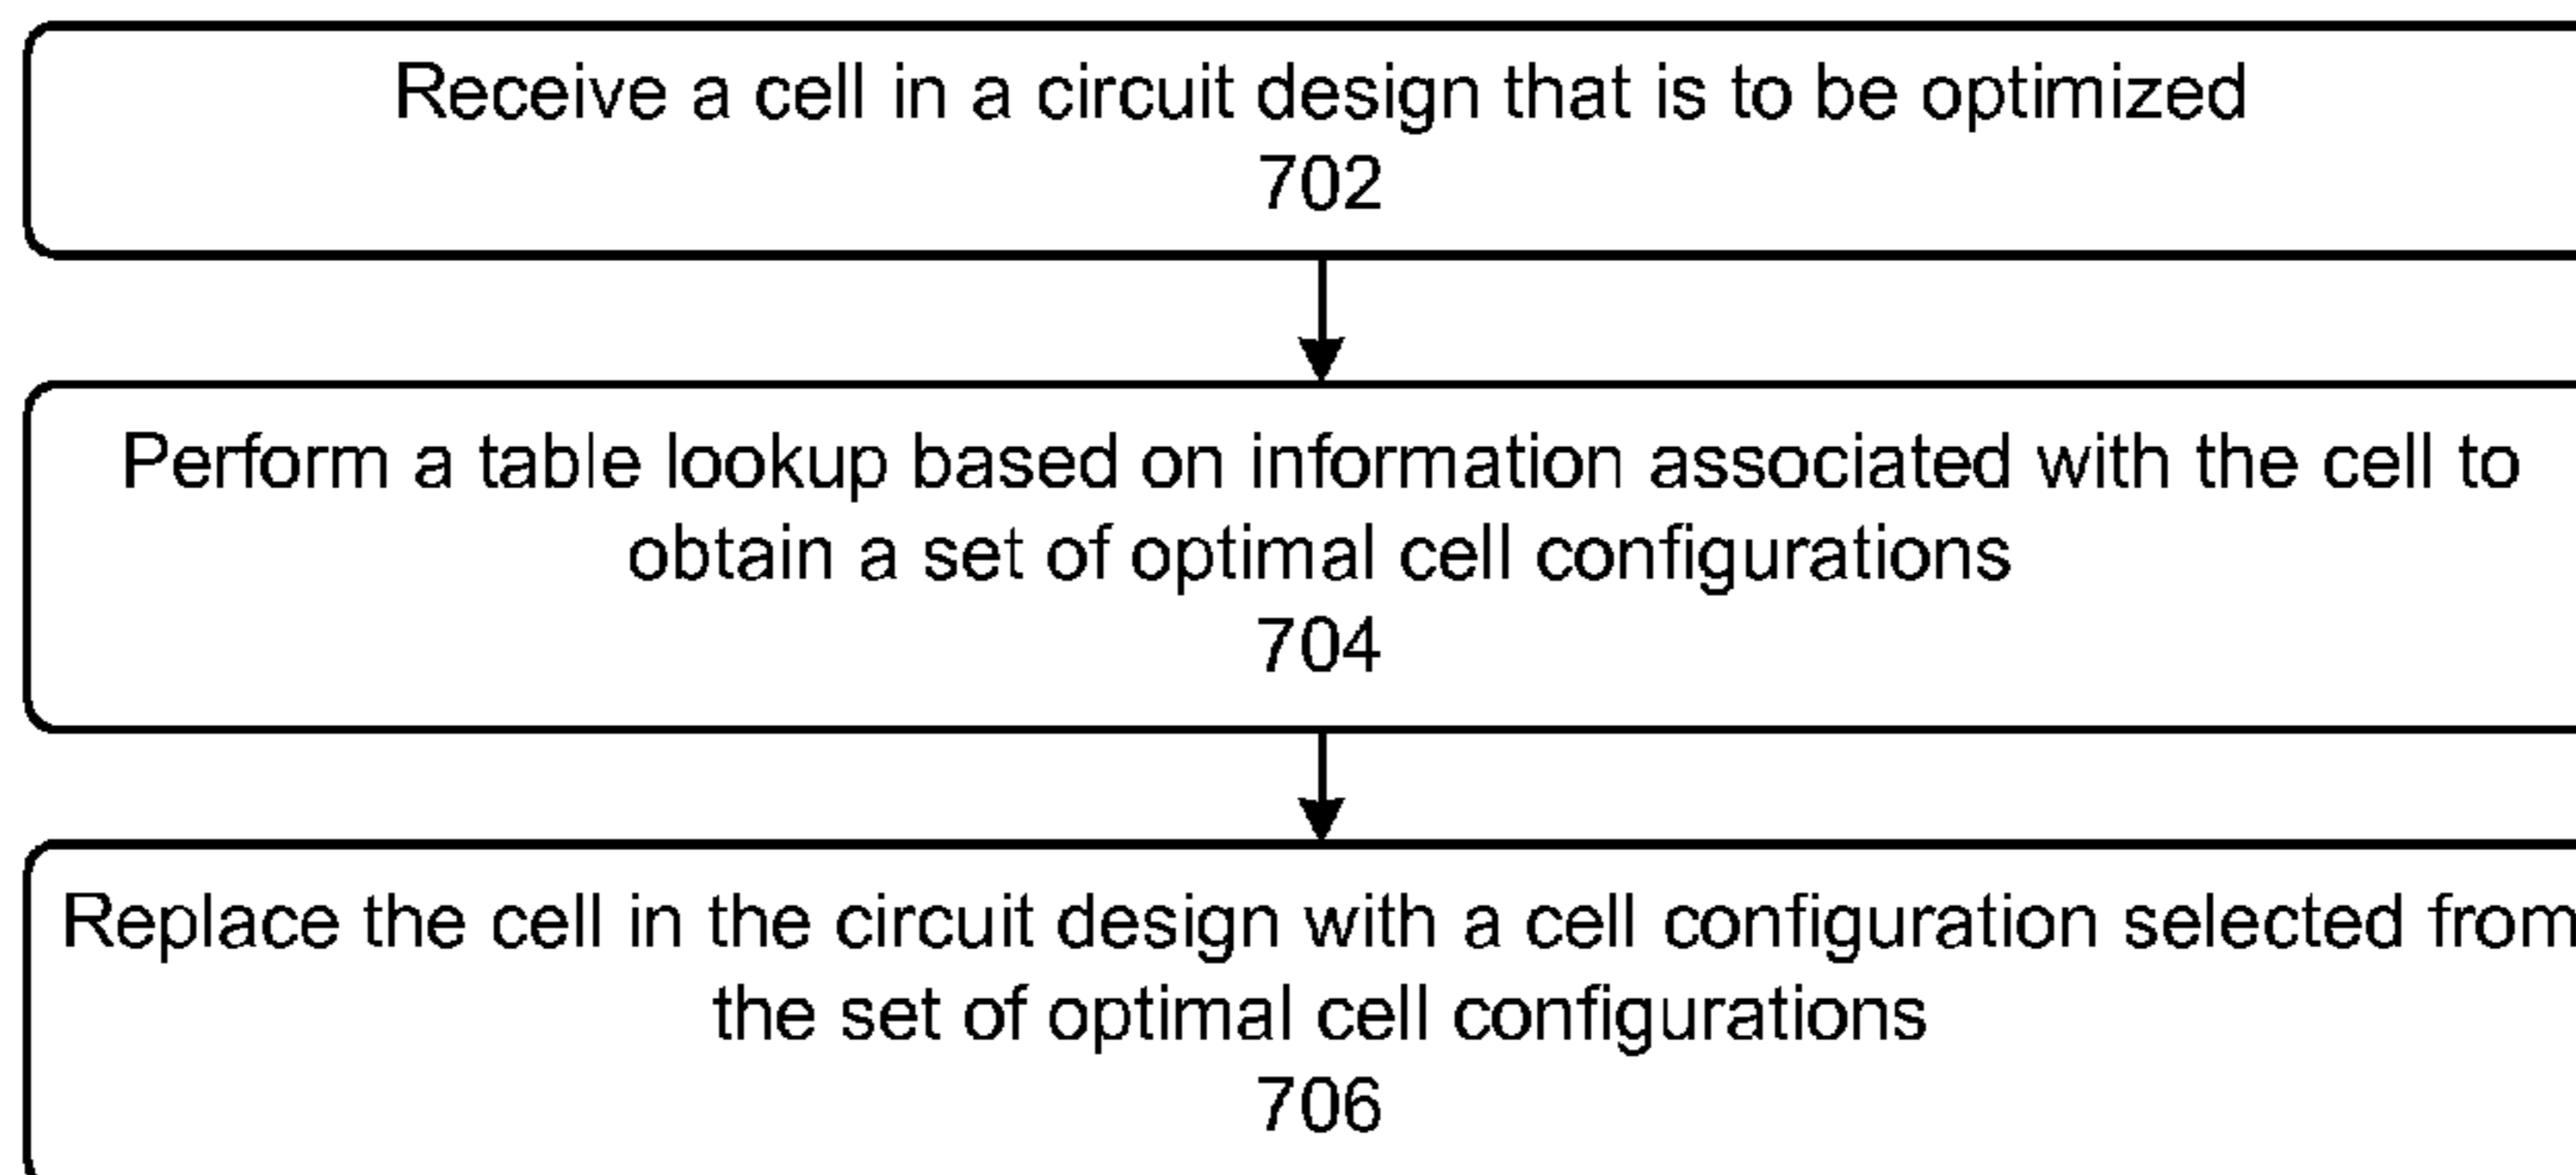 Receive a cell in a circuit design that is to be optimized
702
Perform a table lookup based on information associated with the cell to
obtain a set of optimal cell configurations
704
Replace the cell in the circuit design with a cell configuration selected from
the set of optimal cell configurations
706